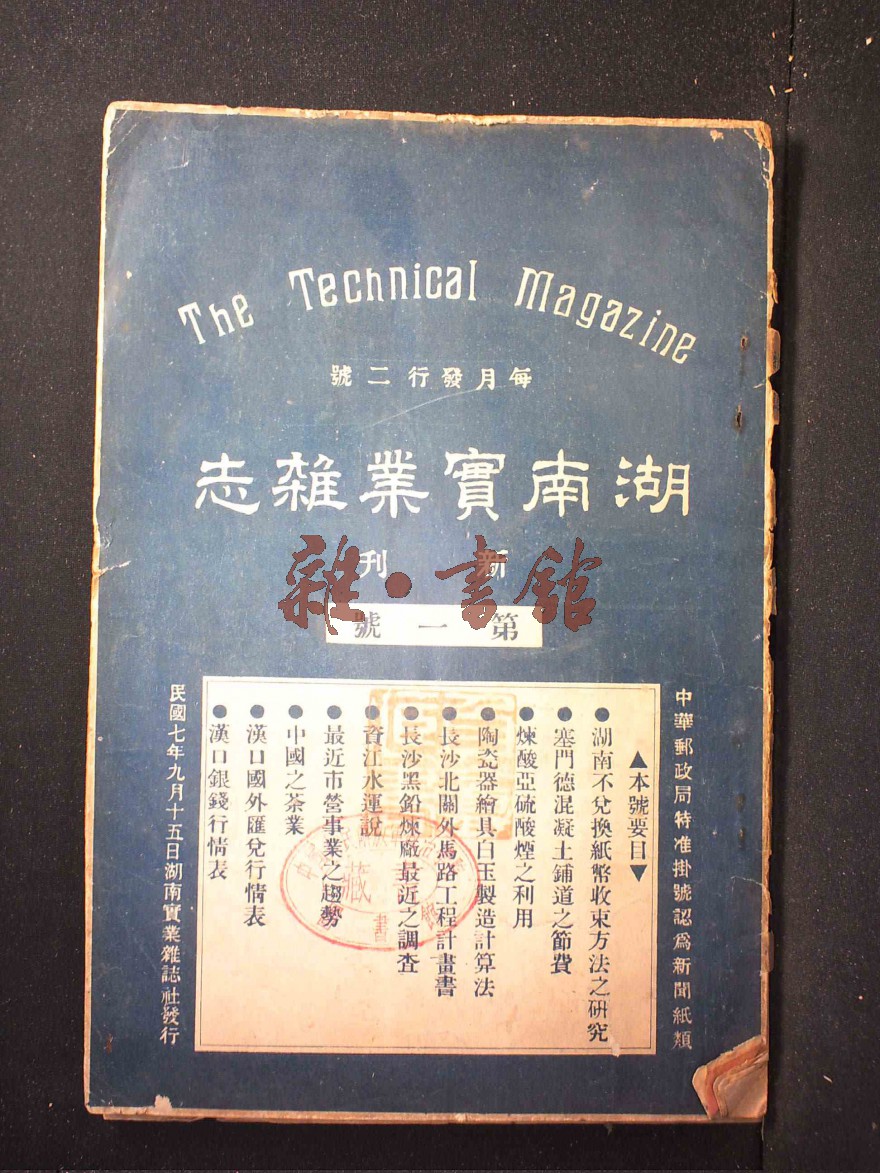 The Technical Magazine
每月發行二號
湖南實業雜志
新刊
第一號
雜·書館
中華郵政局特准掛號認爲新聞紙類
▲本號要目▼
●湖南不兌換紙幣收束方法之研究
●塞門德混凝土鋪道之節費
●煉酸亞硫酸煙之利用
●陶瓷器繪具白玉製造計算法
●長沙北關外馬路工程計畫書
●長沙黑鉛煉廠最近之調查
●資江水運說
●最近市營事業之趨勢
●中國之茶業
●漢口國外匯兌行情表
●漢口銀錢行情表
民國七年九月十五日湖南實業雜誌社發行
藏書